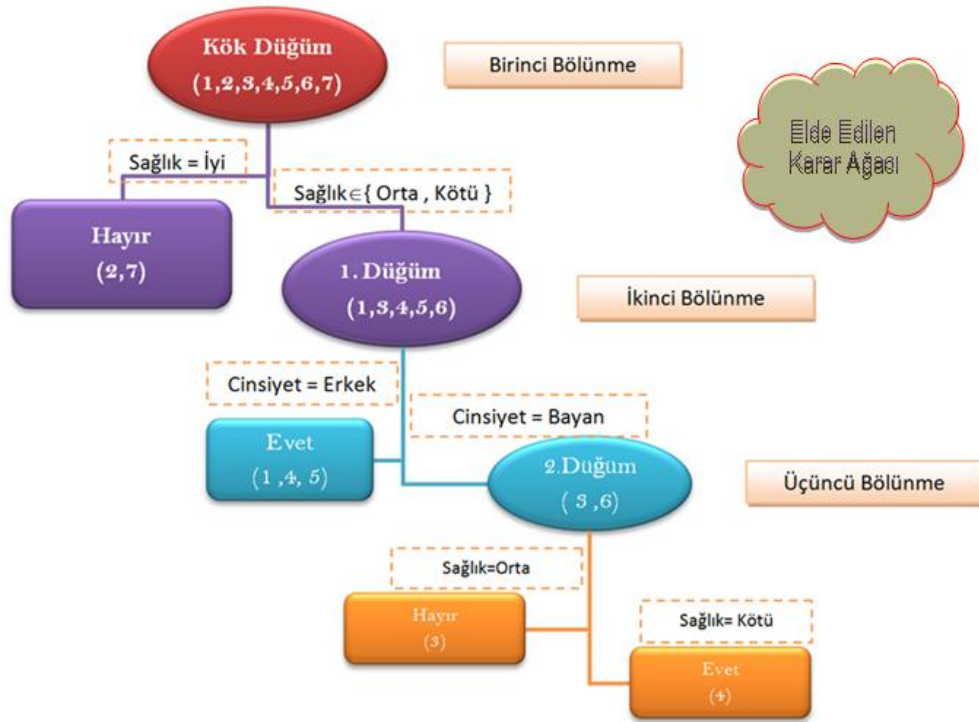 Kök Düğüm
(1,2,3,4,5,6,7)
Birinci Bölünme
Elde Edilen
Karar Ağacı
Sağlık = İyi
Sağlık∈{ Orta , Kötü }
Hayır
(2,7)
1. Düğüm
(1,3,4,5,6)
İkinci Bölünme
Cinsiyet = Erkek
Cinsiyet = Bayan
Evet
(1 ,4, 5)
2.Düğüm
( 3 ,6)
Üçüncü Bölünme
Sağlık=Orta
Hayır
(3)
Sağlık= Kötü
Evet
(4)